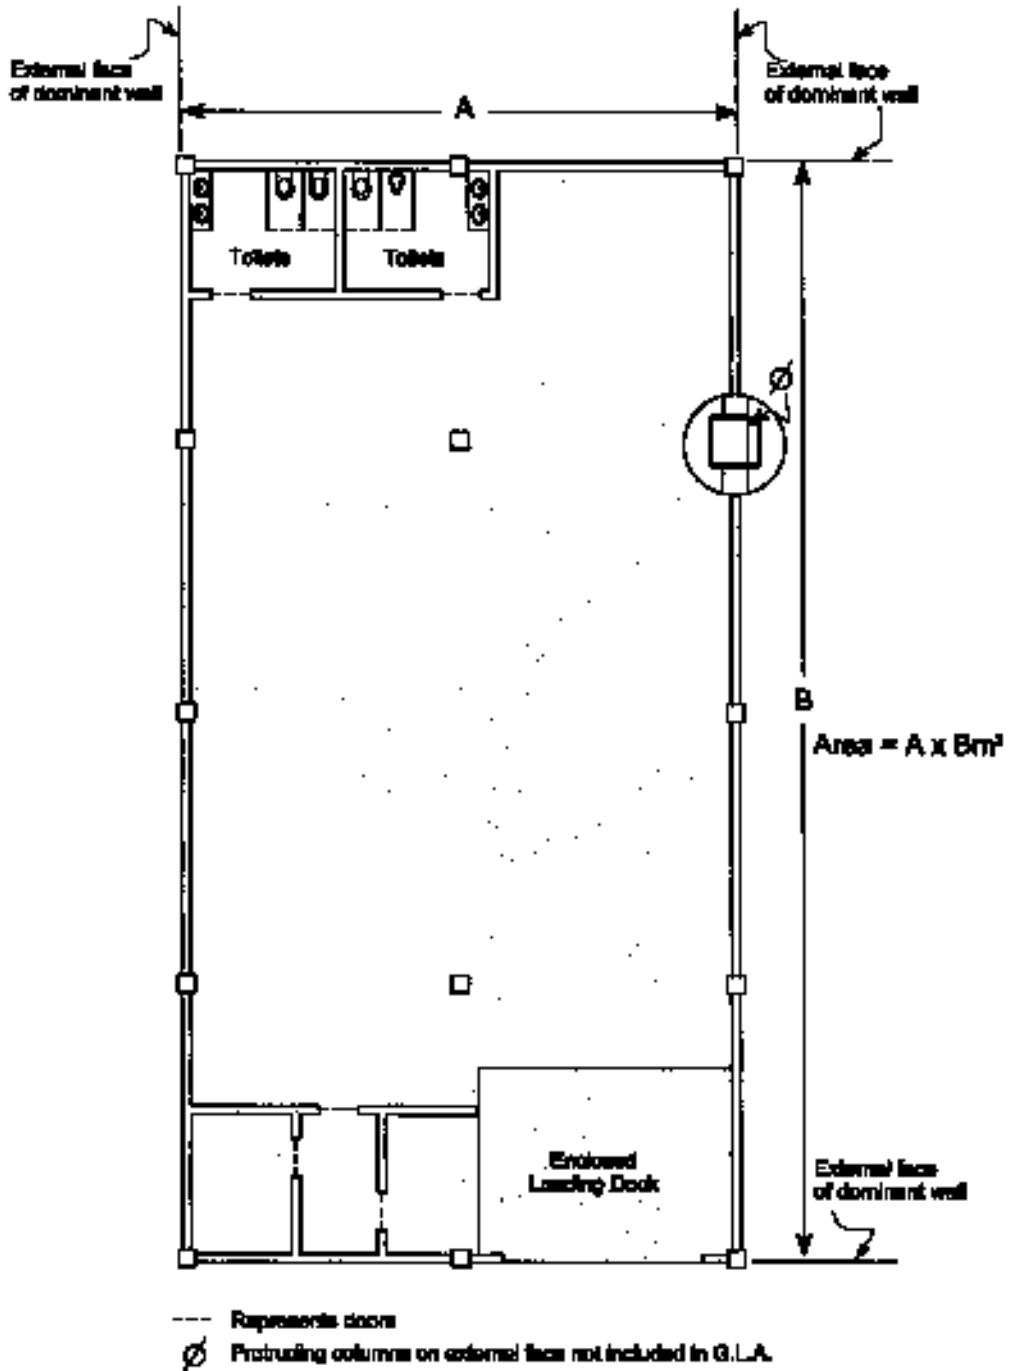 External face
of dominant wall
External face
of dominant wall
A
Toilets
Toilets
Ø
B
Area = A x Bm²
Enclosed
Loading Dock
External face
of dominant wall
---- Represents doors
Ø Protruding columns on external face not included in G.L.A.